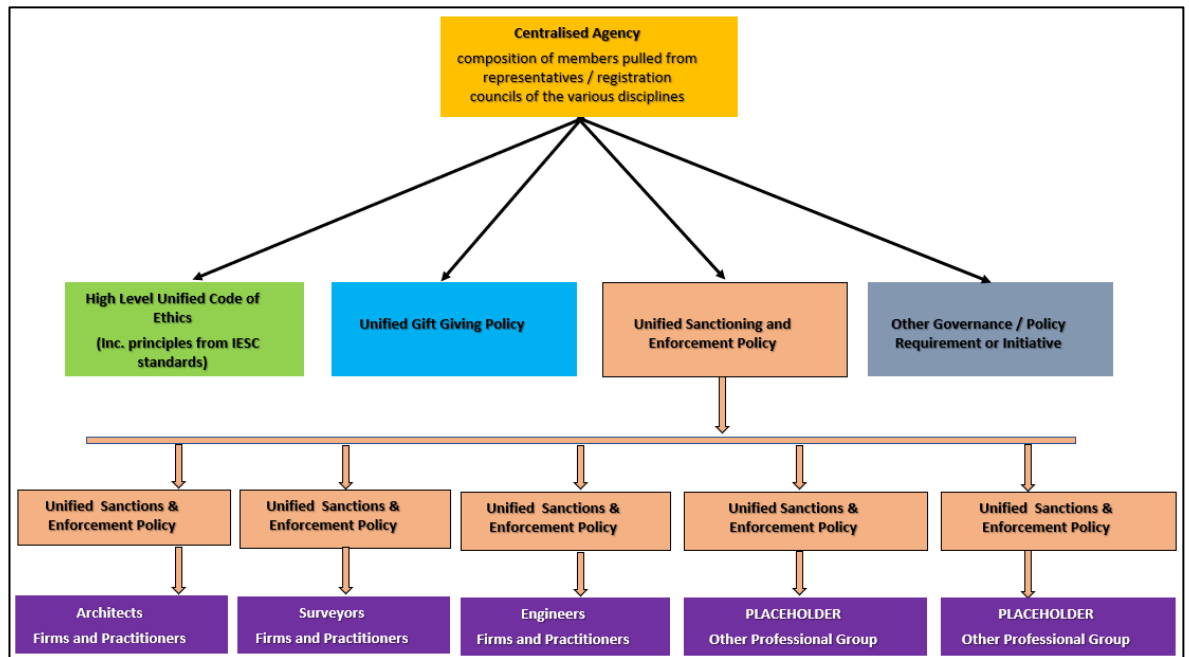 Centralised Agency
composition of members pulled from
representatives / registration
councils of the various disciplines
High Level Unified Code of
Ethics
(Inc. principles from IESC
standards)
Unified Gift Giving Policy
Unified Sanctioning and
Enforcement Policy
Other Governance / Policy
Requirement or Initiative
Unified Sanctions &
Enforcement Policy
Unified Sanctions &
Enforcement Policy
Unified Sanctions &
Enforcement Policy
Unified Sanctions &
Enforcement Policy
Unified Sanctions &
Enforcement Policy
Architects
Firms and Practitioners
Surveyors
Firms and Practitioners
Engineers
Firms and Practitioners
PLACEHOLDER
Other Professional Group
PLACEHOLDER
Other Professional Group